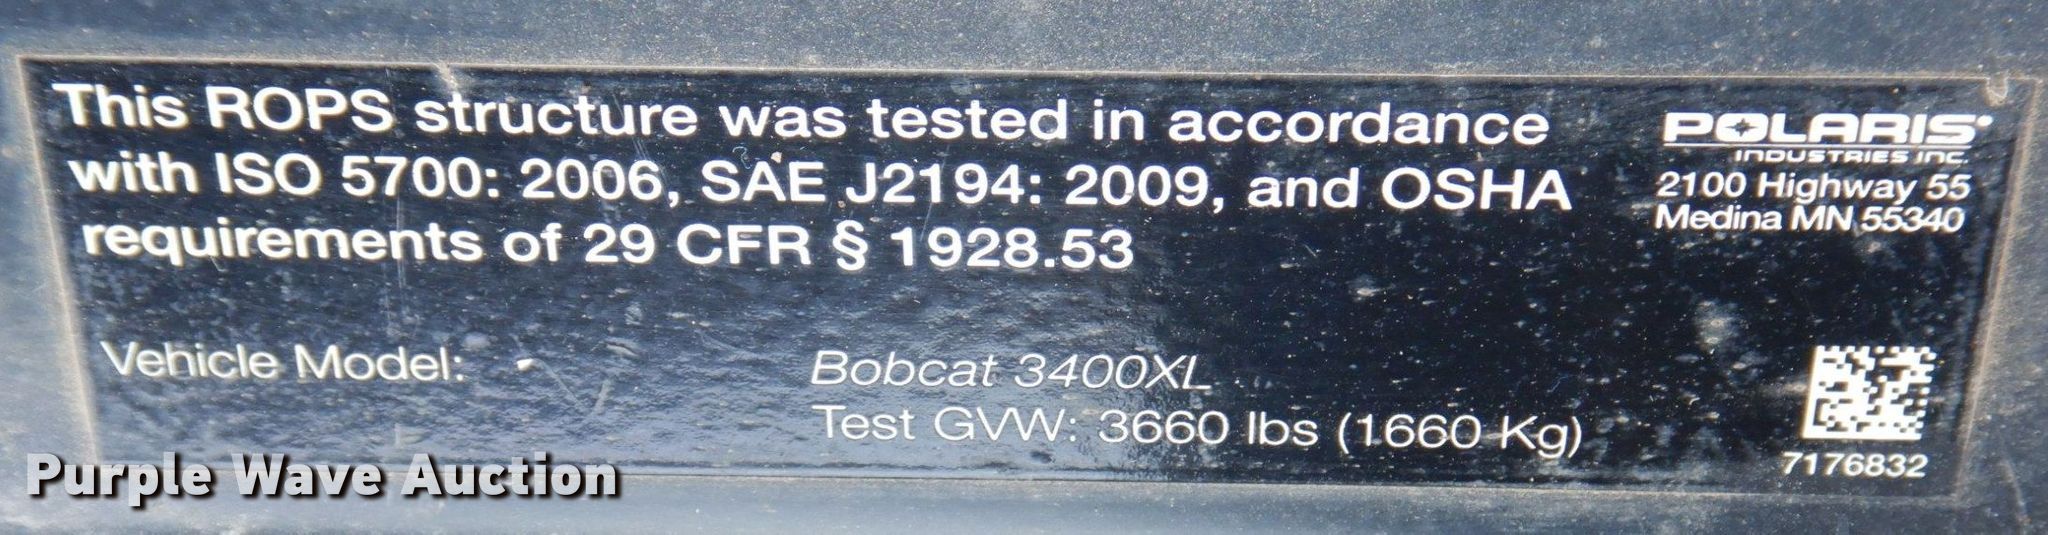 This ROPS structure was tested in accordance
with ISO 5700: 2006, SAE J2194: 2009, and OSHA
requirements of 29 CFR § 1928.53
POLARIS
INDUSTRIES INC.
2100 Highway 55
Medina MN 55340
Vehicle Model:
Bobcat 3400XL
Test GVW: 3660 lbs (1660 Kg)
7176832
Purple Wave Auction